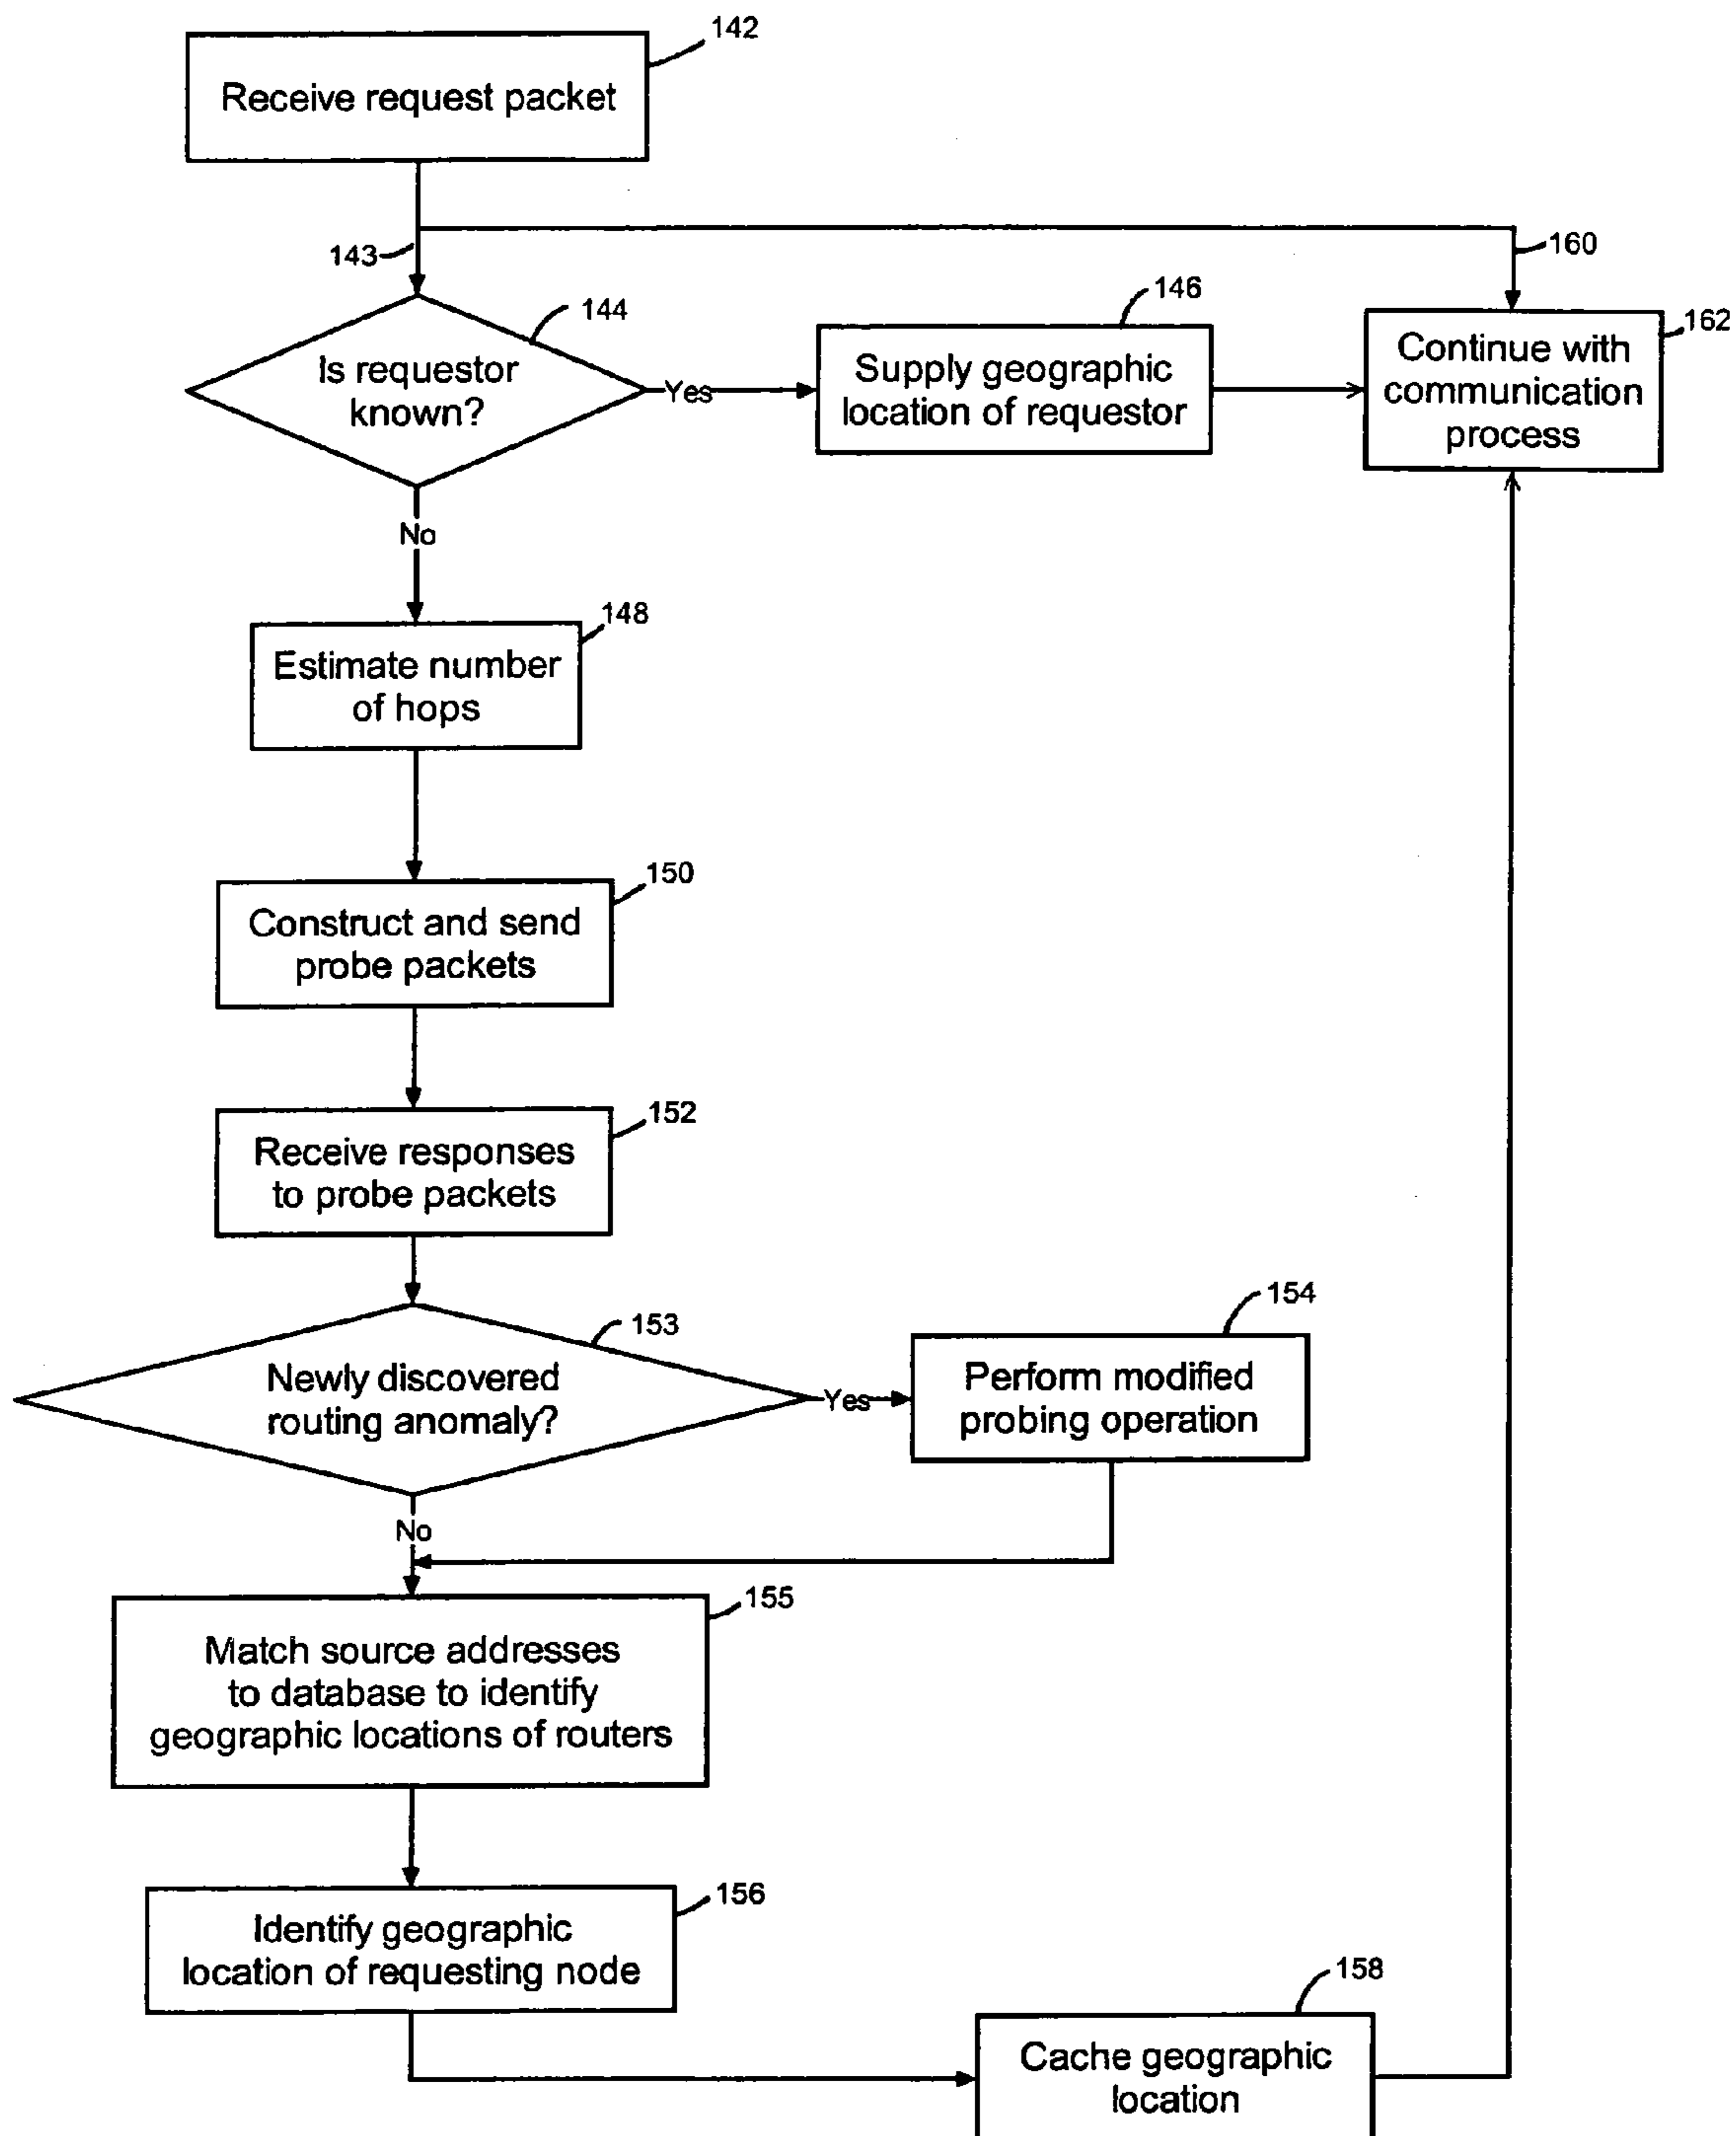 142
Receive request packet
143
160
144
146
162
Is requestor
known?
Yes
Supply geographic
location of requestor
Continue with
communication
process
No
148
Estimate number
of hops
150
Construct and send
probe packets
152
Receive responses
to probe packets
153
154
Newly discovered
routing anomaly?
Yes
Perform modified
probing operation
No
155
Match source addresses
to database to identify
geographic locations of routers
156
Identify geographic
location of requesting node
158
Cache geographic
location